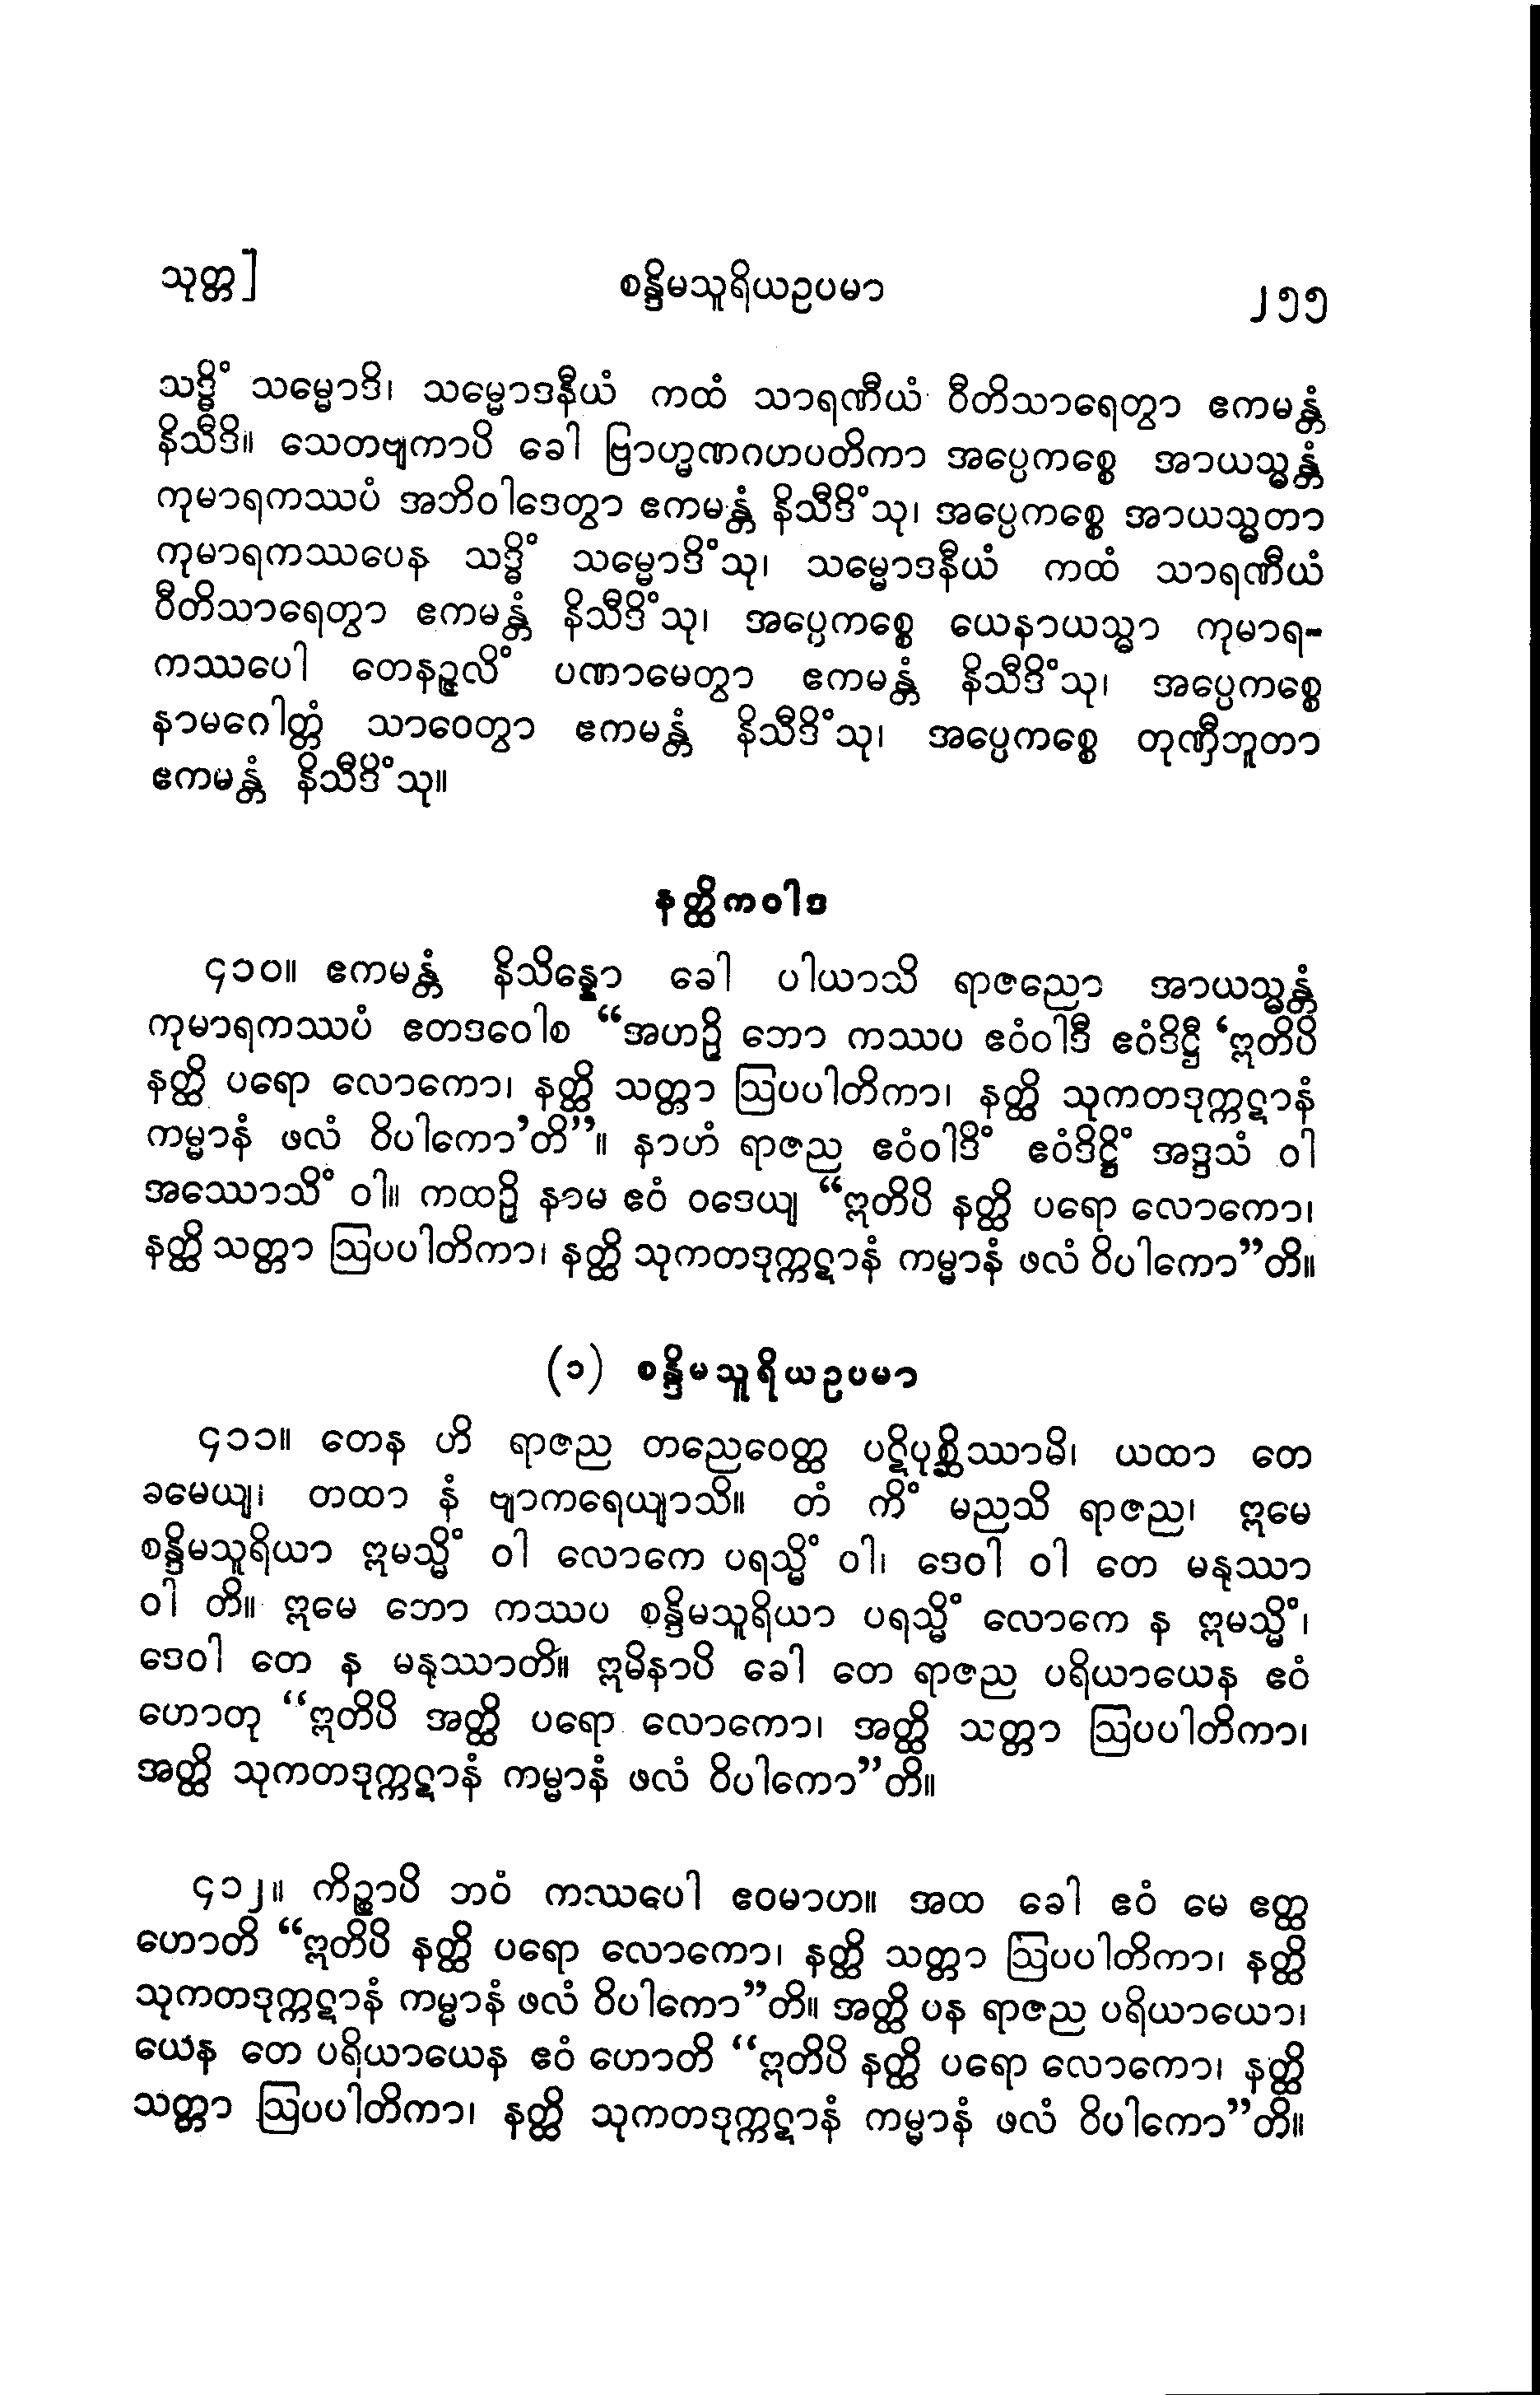 သုတ္တ]
စန္ဒိမသူရိယဥပမာ
၂၅၅
သဒ္ဓိံ သမ္မောဒိ၊ သမ္မောဒနီယံ ကထံ သာရဏီယံ ဝီတိသာရေတွာ ဧကမန္တံ
နိသီဒိ။ သေတဗျကာပိ ခေါ ဗြာဟ္မဏဂဟပတိကာ အပ္ပေကစ္စေ အာယသ္မန္တံ
ကုမာရကဿပံ အဘိဝါဒေတွာ ဧကမန္တံ နိသီဒိံသု၊ အပ္ပေကစ္စေ အာယသ္မတာ
ကုမာရကဿပေန သဒ္ဓိံ သမ္မောဒိံသု၊ သမ္မောဒနီယံ ကထံ သာရဏီယံ
ဝီတိသာရေတွာ ဧကမန္တံ နိသီဒိံသု၊ အပ္ပေကစ္စေ ယေနာယသ္မာ ကုမာရ-
ကဿပေါ တေနဉ္ဇလိံ ပဏာမေတွာ ဧကမန္တံ နိသီဒိံသု၊ အပ္ပေကစ္စေ
နာမဂေါတ္တံ သာဝေတွာ ဧကမန္တံ နိသီဒိံသု၊ အပ္ပေကစ္စေ တုဏှီဘူတာ
ဧကမန္တံ နိသီဒိံသု။
နတ္ထိကဝါဒ
၄၁၀။ ဧကမန္တံ နိသိန္နော ခေါ ပါယာသိ ရာဇညော အာယသ္မန္တံ
ကုမာရကဿပံ ဧတဒဝေါစ “အဟဉှိ ဘော ကဿပ ဧဝံဝါဒီ ဧဝံဒိဋ္ဌီ ‘ဣတိပိ
နတ္ထိ ပရော လောကော၊ နတ္ထိ သတ္တာ ဩပပါတိကာ၊ နတ္ထိ သုကတဒုက္ကဋာနံ
ကမ္မာနံ ဖလံ ဝိပါကော’တိ”။ နာဟံ ရာဇည ဧဝံဝါဒိံ ဧဝံဒိဋ္ဌိံ အဒ္ဒသံ ဝါ
အဿောသိံ ဝါ။ ကထဉှိ နာမ ဧဝံ ဝဒေယျ “ဣတိပိ နတ္ထိ ပရော လောကော၊
နတ္ထိ သတ္တာ ဩပပါတိကာ၊ နတ္ထိ သုကတဒုက္ကဋာနံ ကမ္မာနံ ဖလံ ဝိပါကော”တိ။
(၁) စန္ဒိမသူရိယဥပမာ
၄၁၁။ တေန ဟိ ရာဇည တညေဝေတ္ထ ပဋိပုစ္ဆိဿာမိ၊ ယထာ တေ
ခမေယျ၊ တထာ နံ ဗျာကရေယျာသိ။ တံ ကိံ မညသိ ရာဇည၊ ဣမေ
စန္ဒိမသူရိယာ ဣမသ္မိံ ဝါ လောကေ ပရသ္မိံ ဝါ၊ ဒေဝါ ဝါ တေ မနုဿာ
ဝါ တိ။ ဣမေ ဘော ကဿပ စန္ဒိမသူရိယာ ပရသ္မိံ လောကေ န ဣမသ္မိံ၊
ဒေဝါ တေ န မနုဿာတိ။ ဣမိနာပိ ခေါ တေ ရာဇည ပရိယာယေန ဧဝံ
ဟောတု “ဣတိပိ အတ္ထိ ပရော လောကော၊ အတ္ထိ သတ္တာ ဩပပါတိကာ၊
အတ္ထိ သုကတဒုက္ကဋာနံ ကမ္မာနံ ဖလံ ဝိပါကော”တိ။
၄၁၂။ ကိဉ္စာပိ ဘဝံ ကဿပေါ ဧဝမာဟ။ အထ ခေါ ဧဝံ မေ ဧတ္ထ
ဟောတိ “ဣတိပိ နတ္ထိ ပရော လောကော၊ နတ္ထိ သတ္တာ ဩပပါတိကာ၊ နတ္ထိ
သုကတဒုက္ကဋာနံ ကမ္မာနံ ဖလံ ဝိပါကော”တိ။ အတ္ထိ ပန ရာဇည ပရိယာယော၊
ယေန တေ ပရိယာယေန ဧဝံ ဟောတိ “ဣတိပိ နတ္ထိ ပရော လောကော၊ နတ္ထိ
သတ္တာ ဩပပါတိကာ၊ နတ္ထိ သုကတဒုက္ကဋာနံ ကမ္မာနံ ဖလံ ဝိပါကော”တိ။